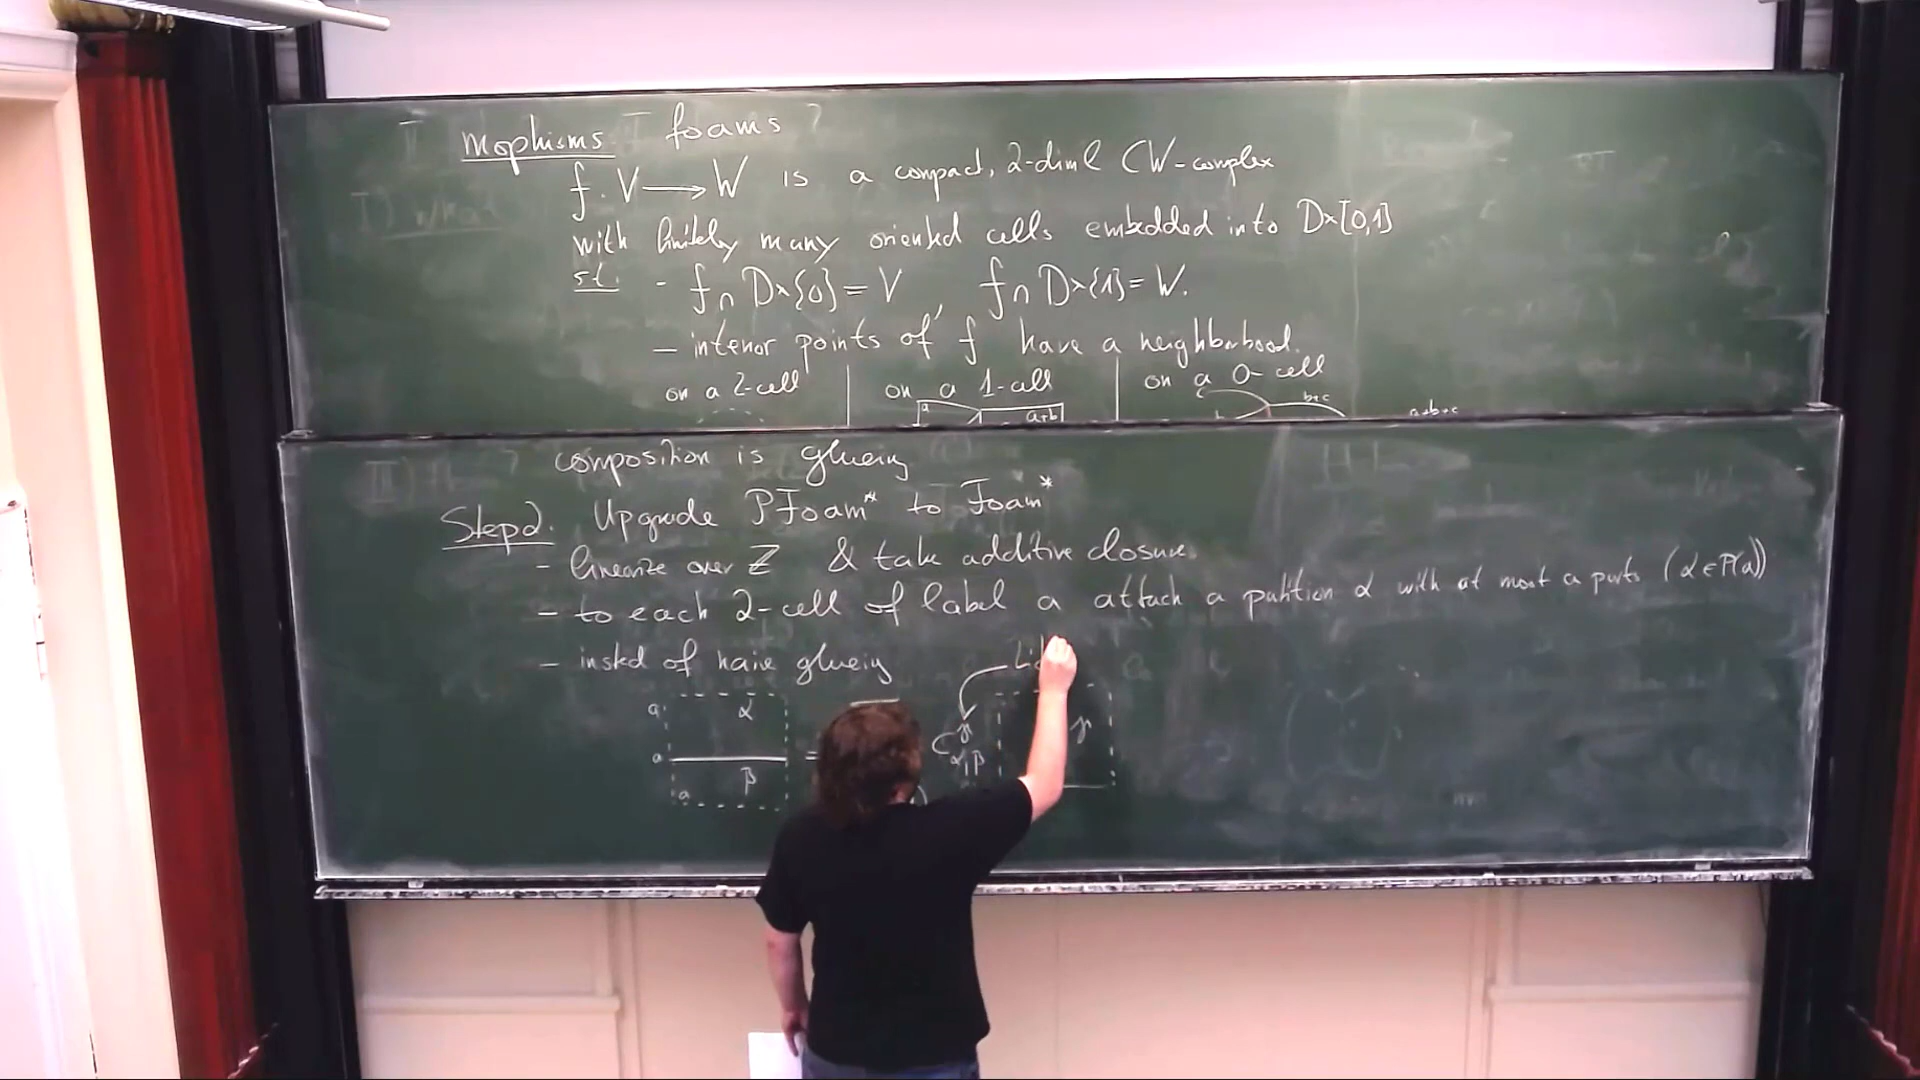 Mophisms foams ?
f. V ⟶ W is a compact, 2-diml CW-complex
with finitely many oriented cells embedded into D×[0,1]
st. - f ∩ D×{0} = V , f ∩ D×{1} = W.
- interior points of f have a neighborhood.
on a 2-cell | on a 1-cell | on a 0-cell
a a+b c b b+c a+b+c
composition is glueing
Step 2. Upgrade PFoam* to Foam*
- linearize over Z & take additive closure.
- to each 2-cell of label a attach a partition α with at most a parts (α ∈ P(a))
- instead of naive glueing
a α
a =
a β
c γ α,β γ